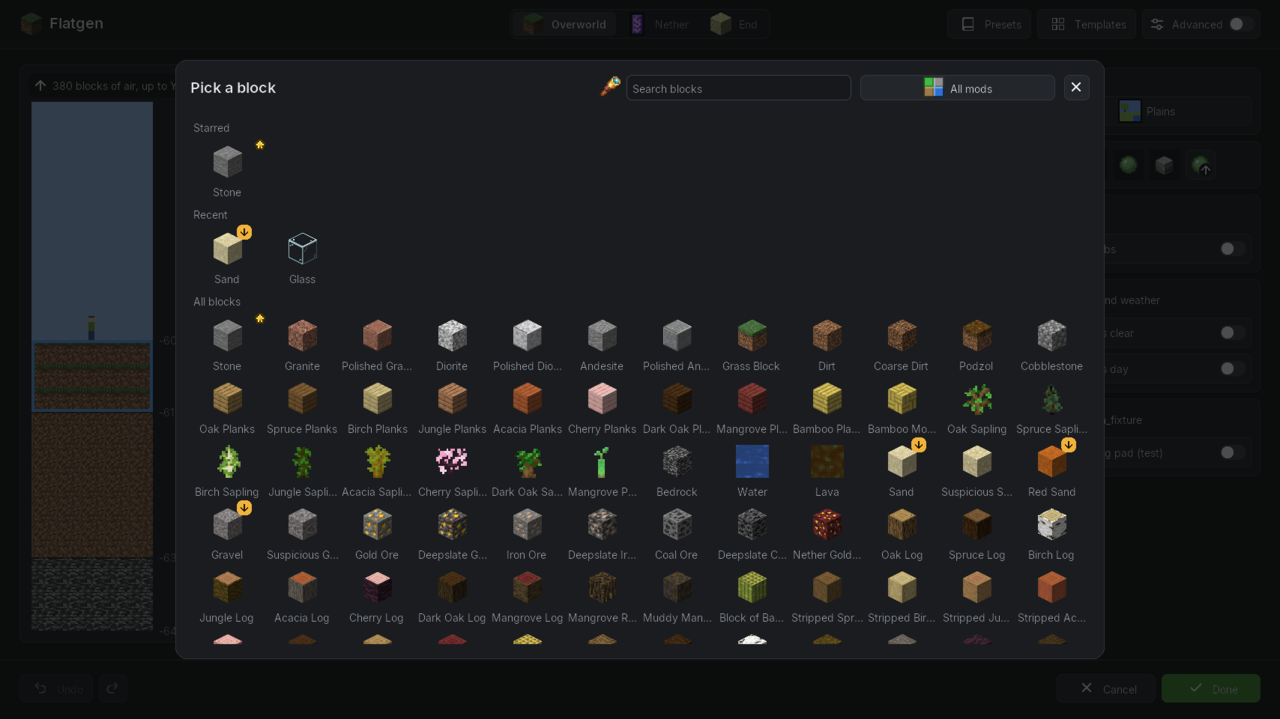 Flatgen
Overworld
Nether
End
Presets
Templates
Advanced
380 blocks of air, up to Y
Pick a block
Search blocks
All mods
Plains
Starred
Stone
Recent
Sand
Glass
nd weather
s clear
s day
All blocks
Stone
Granite
Polished Gra...
Diorite
Polished Dio...
Andesite
Polished An...
Grass Block
Dirt
Coarse Dirt
Podzol
Cobblestone
-60
Oak Planks
Spruce Planks
Birch Planks
Jungle Planks
Acacia Planks
Cherry Planks
Dark Oak Pl...
Mangrove Pl...
Bamboo Pla...
Bamboo Mo...
Oak Sapling
Spruce Sapli...
-61
Birch Sapling
Jungle Sapli...
Acacia Sapli...
Cherry Sapli...
Dark Oak Sa...
Mangrove P...
Bedrock
Water
Lava
Sand
Suspicious S...
Red Sand
_fixture
g pad (test)
Gravel
Suspicious G...
Gold Ore
Deepslate G...
Iron Ore
Deepslate Ir...
Coal Ore
Deepslate C...
Nether Gold...
Oak Log
Spruce Log
Birch Log
-63
Jungle Log
Acacia Log
Cherry Log
Dark Oak Log
Mangrove Log
Mangrove R...
Muddy Man...
Block of Ba...
Stripped Spr...
Stripped Bir...
Stripped Ju...
Stripped Ac...
-64
Undo
Cancel
Done